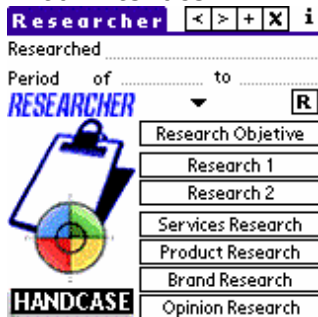 Researcher < > + X i
Researched
Period of to
RESEARCHER R
Research Objetive
Research 1
Research 2
Services Research
Product Research
Brand Research
HANDCASE Opinion Research